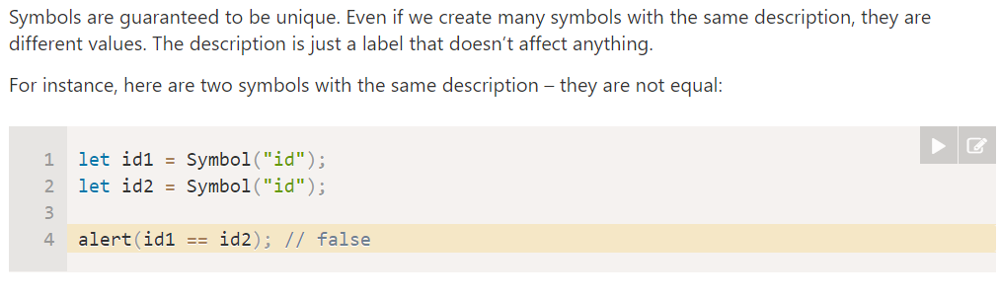 Symbols are guaranteed to be unique. Even if we create many symbols with the same description, they are
different values. The description is just a label that doesn’t affect anything.
For instance, here are two symbols with the same description – they are not equal:
1 let id1 = Symbol("id");
2 let id2 = Symbol("id");
3
4 alert(id1 == id2); // false